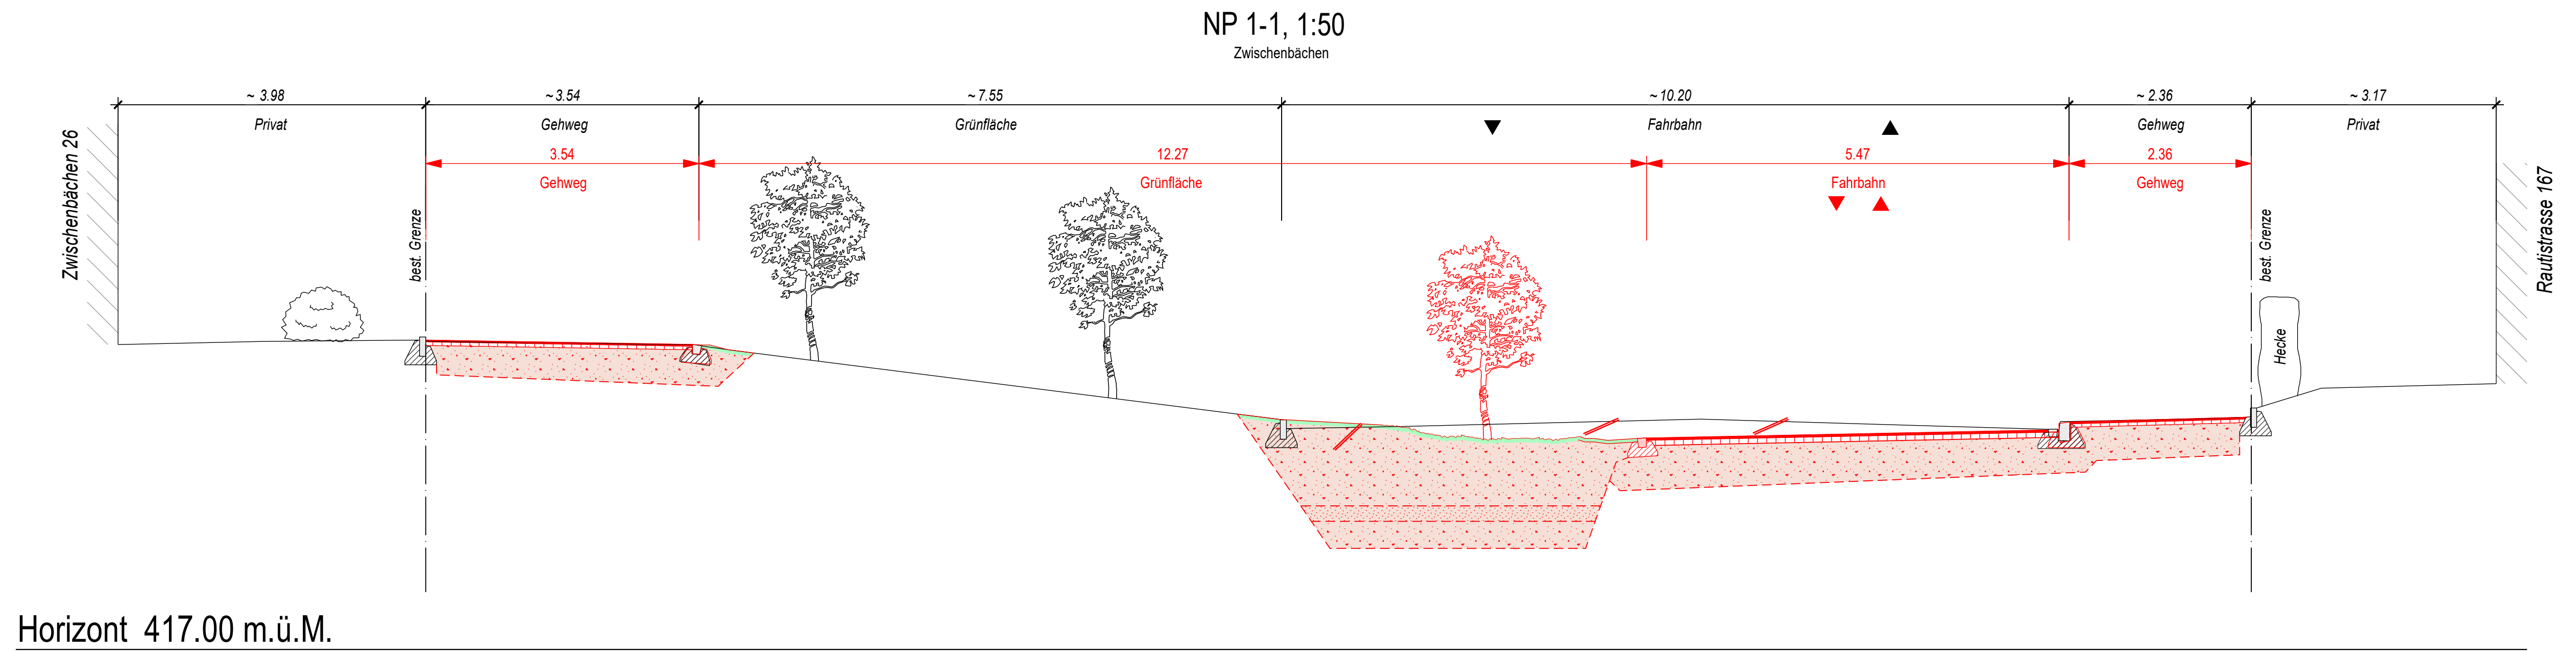 NP 1-1, 1:50
Zwischenbächen
~ 3.98
~ 3.54
~ 7.55
~ 10.20
~ 2.36
~ 3.17
Privat
Gehweg
Grünfläche
Fahrbahn
Gehweg
Privat
3.54
12.27
5.47
2.36
Gehweg
Grünfläche
Fahrbahn
Gehweg
Zwischenbächen 26
best. Grenze
best. Grenze
Rautistrasse 167
Hecke
Horizont 417.00 m.ü.M.